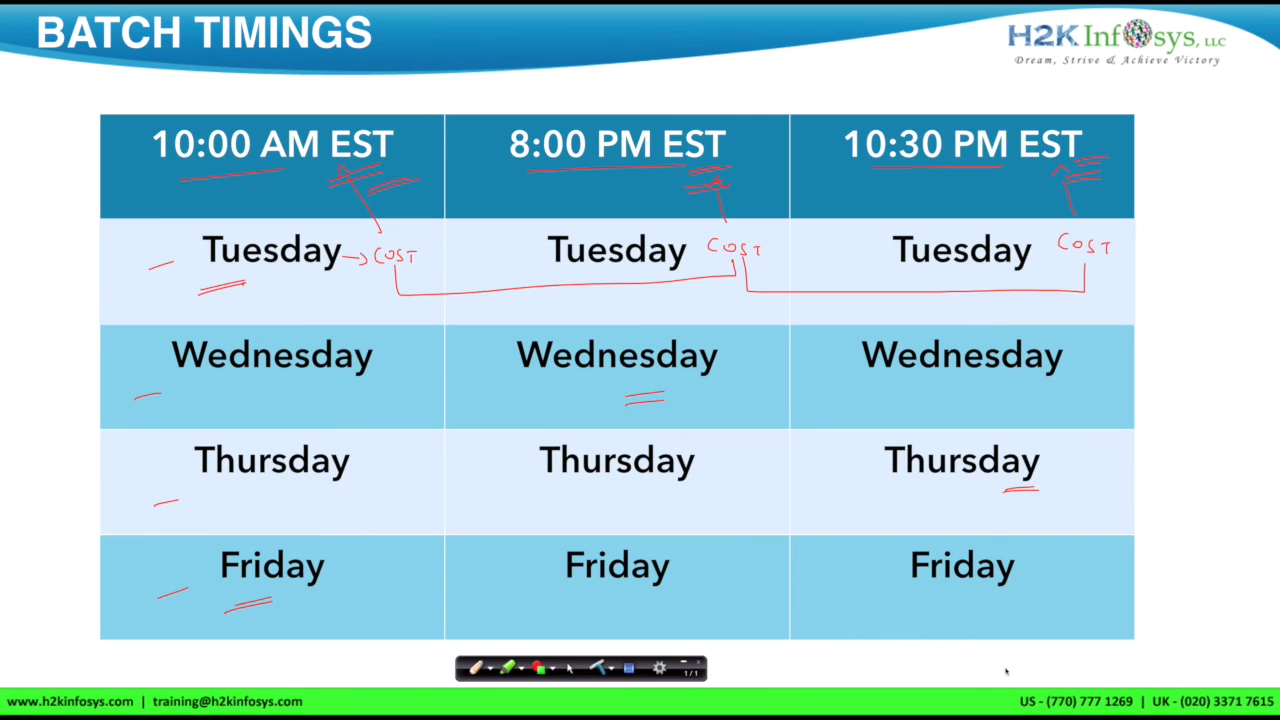 BATCH TIMINGS
H2K Infosys, LLC
Dream, Strive & Achieve Victory
10:00 AM EST 8:00 PM EST 10:30 PM EST
Tuesday COST Tuesday COST Tuesday COST
Wednesday Wednesday Wednesday
Thursday Thursday Thursday
Friday Friday Friday
1/1
www.h2kinfosys.com | training@h2kinfosys.com US - (770) 777 1269 | UK - (020) 3371 7615